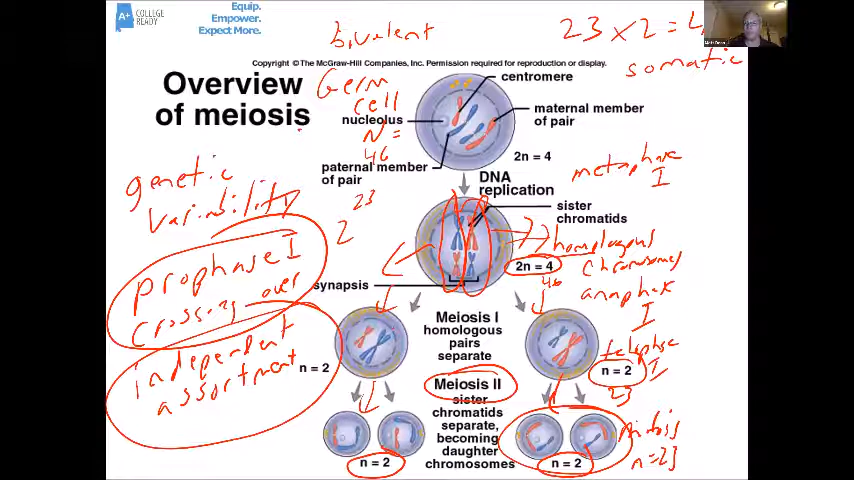 A+ COLLEGE READY
Equip.
Empower.
Expect More.
bivalent
23 x 2 = 4
somatic
Copyright © The McGraw-Hill Companies, Inc. Permission required for reproduction or display.
Overview
of meiosis
Germ
cell
N =
46
centromere
nucleolus
maternal member
of pair
paternal member
of pair
2n = 4
DNA
replication
metaphase
I
genetic
Varibility
2 23
sister
chromatids
homologous
chromosomes
2n = 4
46
synapsis
prophase I
Crossing over
anaphase
I
independent
assortment
Meiosis I
homologous
pairs
separate
telophase
I
n = 2
n = 2
23
Meiosis II
sister
chromatids
separate,
becoming
daughter
chromosomes
n = 2
n = 2
n=23